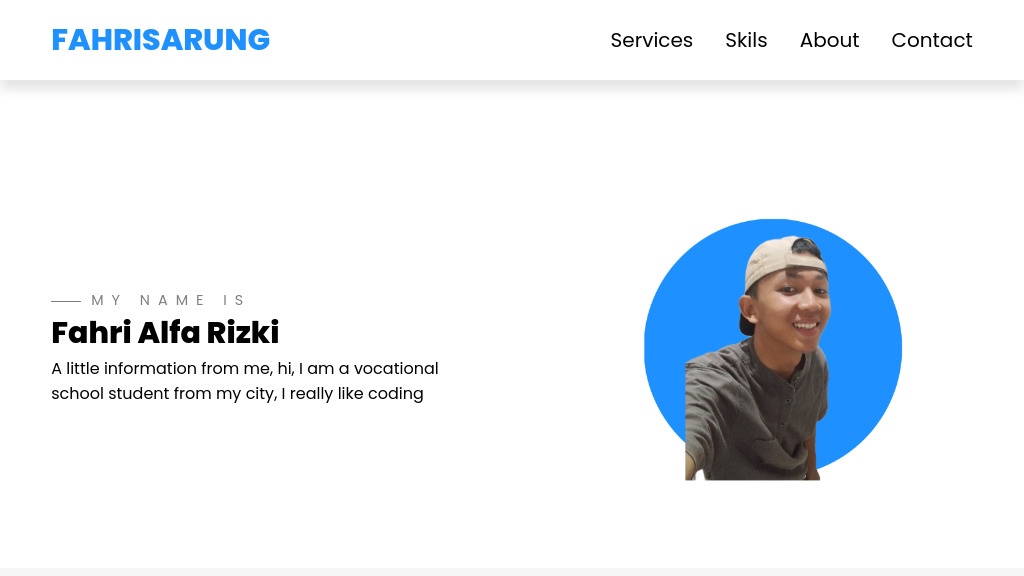 FAHRISARUNG
Services Skils About Contact
MY NAME IS
Fahri Alfa Rizki
A little information from me, hi, I am a vocational
school student from my city, I really like coding